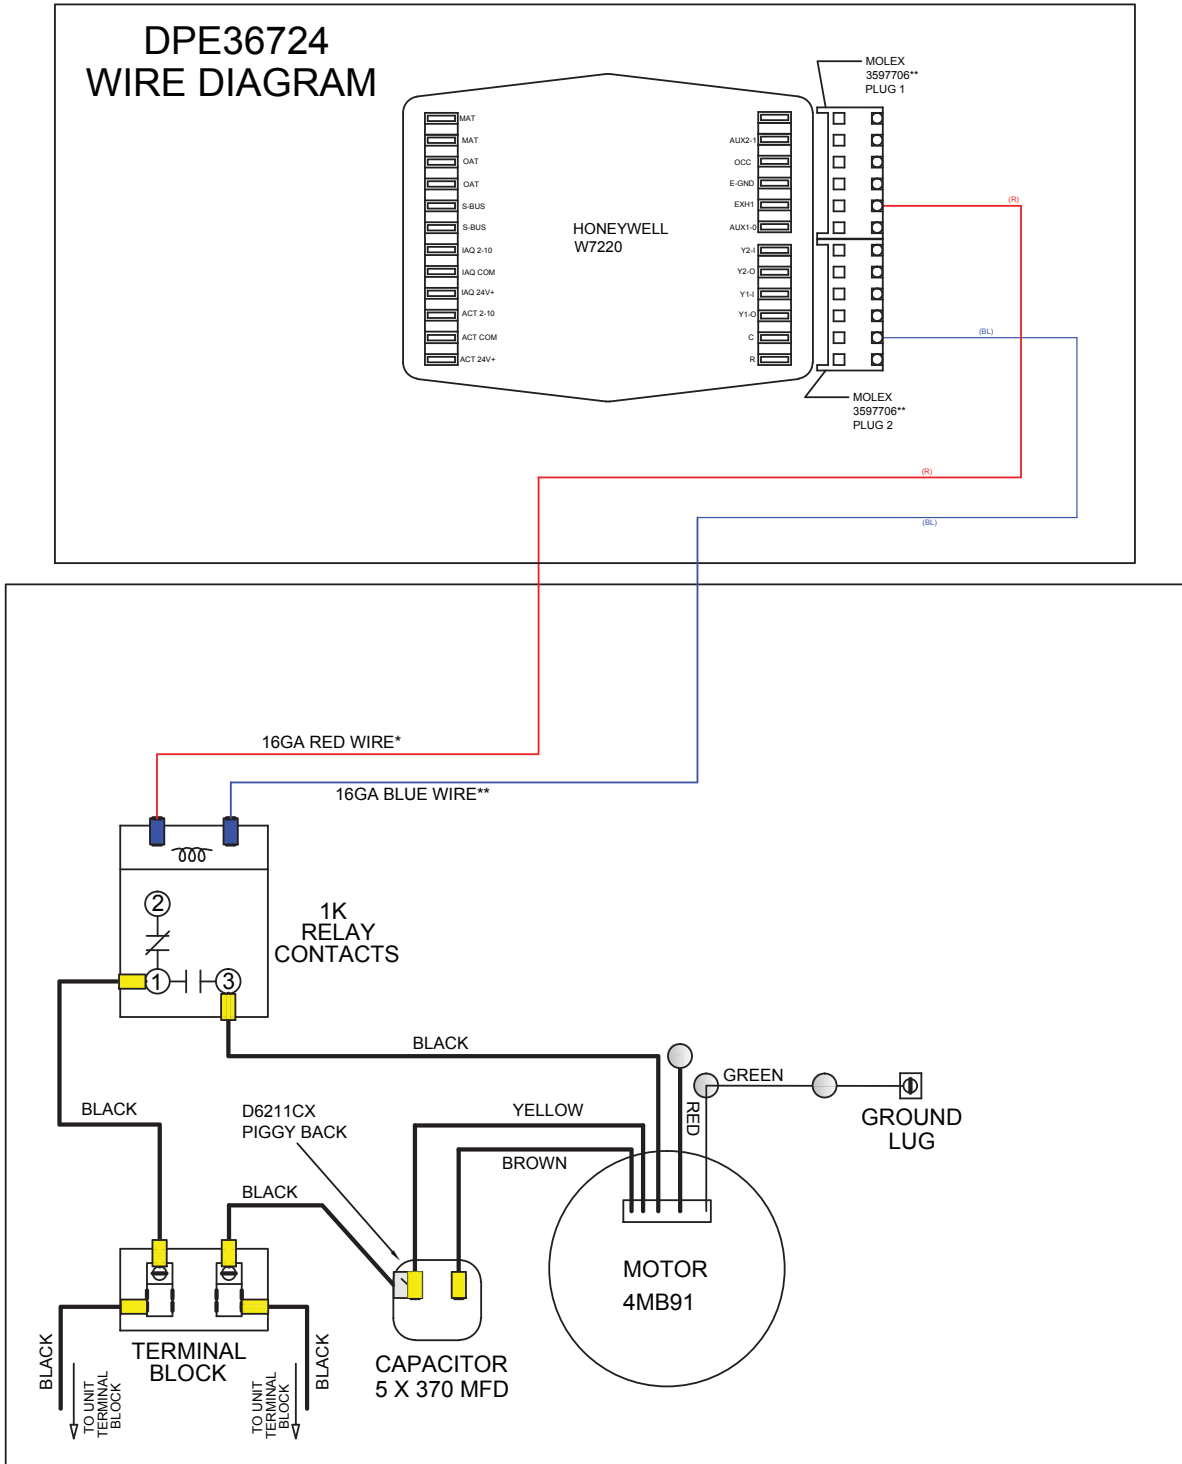 DPE36724
WIRE DIAGRAM
MOLEX
3597706**
PLUG 1
MAT
MAT
OAT
OAT
S-BUS
S-BUS
IAQ 2-10
IAQ COM
IAQ 24V+
ACT 2-10
ACT COM
ACT 24V+
HONEYWELL
W7220
AUX2-1
OCC
E-GND
EXH1
AUX1-0
Y2-I
Y2-O
Y1-I
Y1-O
C
R
(R)
(BL)
MOLEX
3597706**
PLUG 2
(R)
(BL)
16GA RED WIRE*
16GA BLUE WIRE**
2
1
3
1K
RELAY
CONTACTS
BLACK
BLACK
GREEN
RED
GROUND
LUG
D6211CX
PIGGY BACK
YELLOW
BROWN
BLACK
MOTOR
4MB91
TERMINAL
BLOCK
CAPACITOR
5 X 370 MFD
BLACK
TO UNIT
TERMINAL
BLOCK
TO UNIT
TERMINAL
BLOCK
BLACK